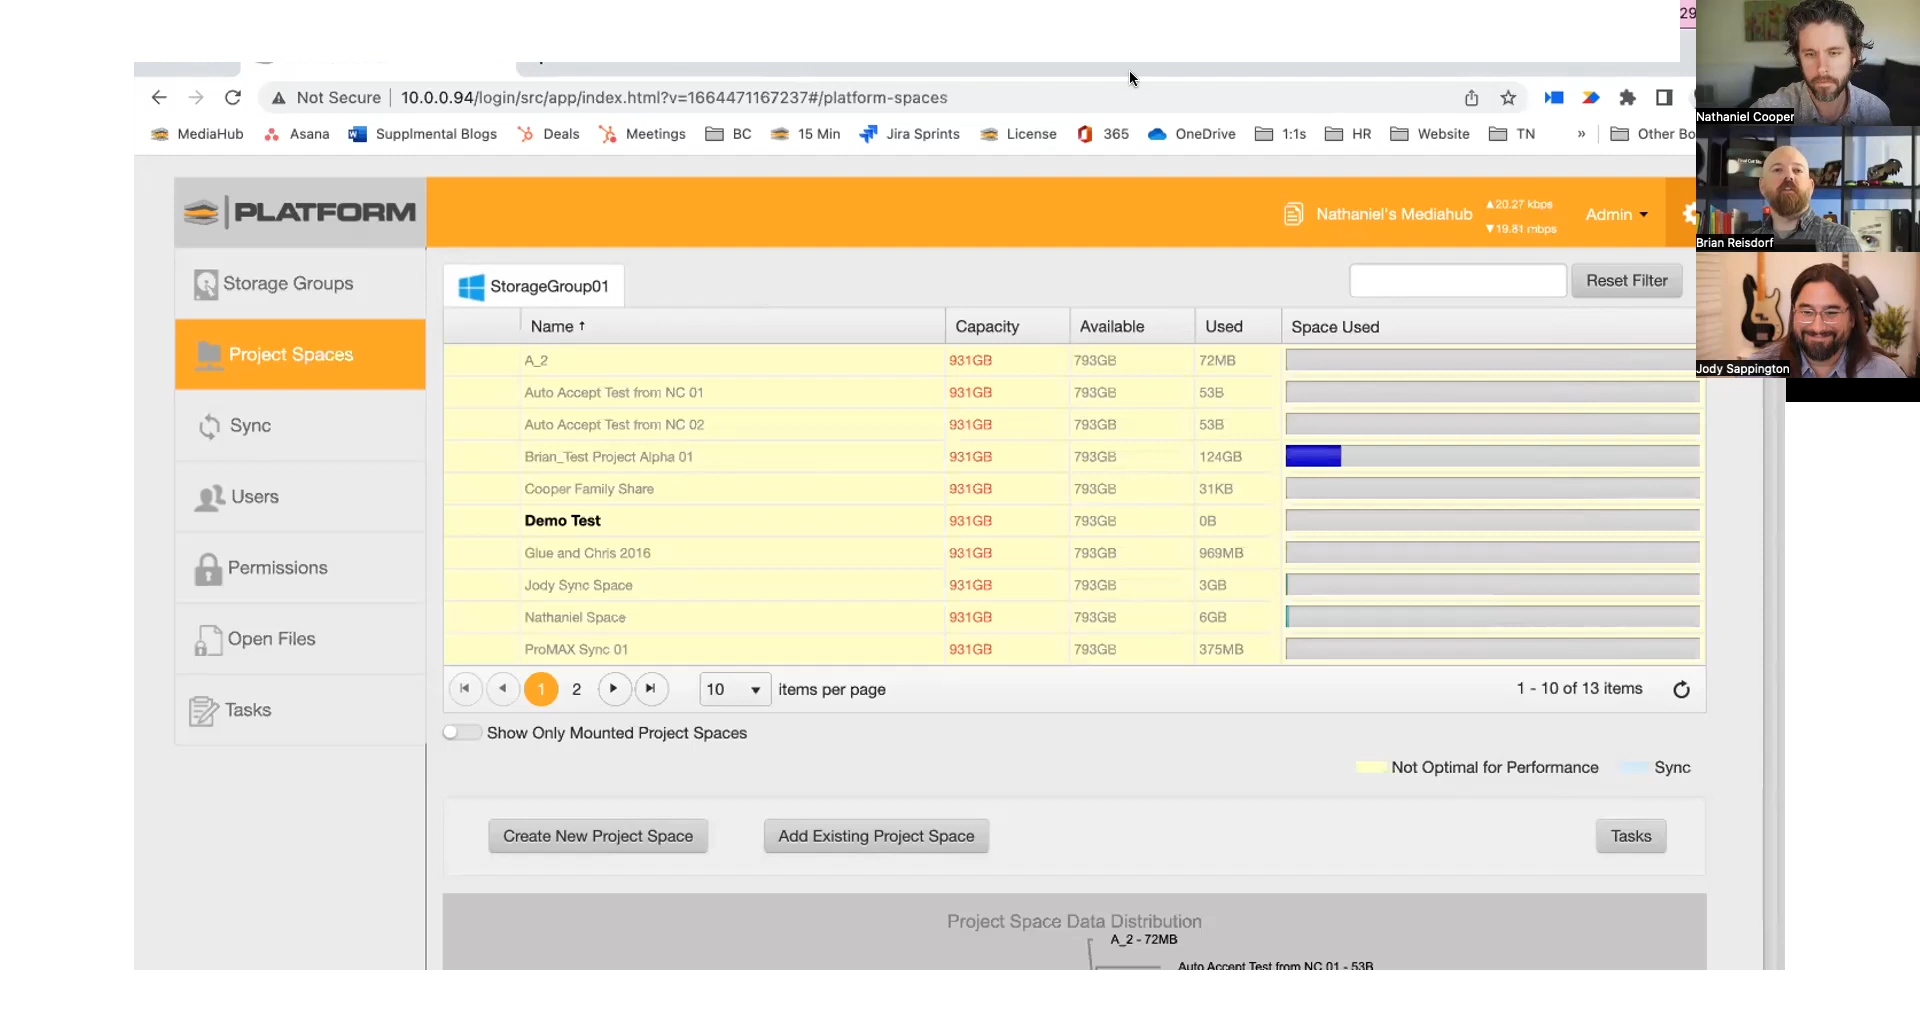 29
Nathaniel Cooper
Not Secure | 10.0.0.94/login/src/app/index.html?v=1664471167237#/platform-spaces
MediaHub Asana Supplmental Blogs Deals Meetings BC 15 Min Jira Sprints License 365 OneDrive 1:1s HR Website TN » Other Bo
Brian Reisdorf
PLATFORM
Nathaniel's Mediahub ▲20.27 kbps ▼19.81 mbps Admin
Jody Sappington
Storage Groups
Project Spaces
Sync
Users
Permissions
Open Files
Tasks
StorageGroup01 Reset Filter
Name ↑ Capacity Available Used Space Used
A_2 931GB 793GB 72MB
Auto Accept Test from NC 01 931GB 793GB 53B
Auto Accept Test from NC 02 931GB 793GB 53B
Brian_Test Project Alpha 01 931GB 793GB 124GB
Cooper Family Share 931GB 793GB 31KB
Demo Test 931GB 793GB 0B
Glue and Chris 2016 931GB 793GB 969MB
Jody Sync Space 931GB 793GB 3GB
Nathaniel Space 931GB 793GB 6GB
ProMAX Sync 01 931GB 793GB 375MB
1 2 10 items per page 1 - 10 of 13 items
Show Only Mounted Project Spaces
Not Optimal for Performance Sync
Create New Project Space Add Existing Project Space Tasks
Project Space Data Distribution
A_2 - 72MB
Auto Accept Test from NC 01 - 53B